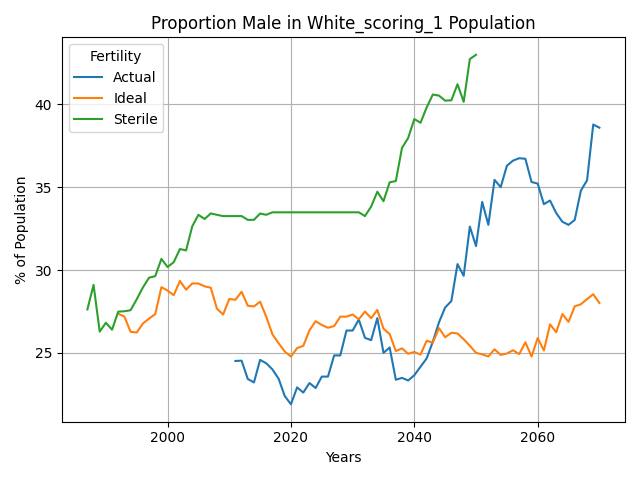 Proportion Male in White_scoring_1 Population
Fertility
Actual
Ideal
Sterile
% of Population
40
35
30
25
2000
2020
2040
2060
Years